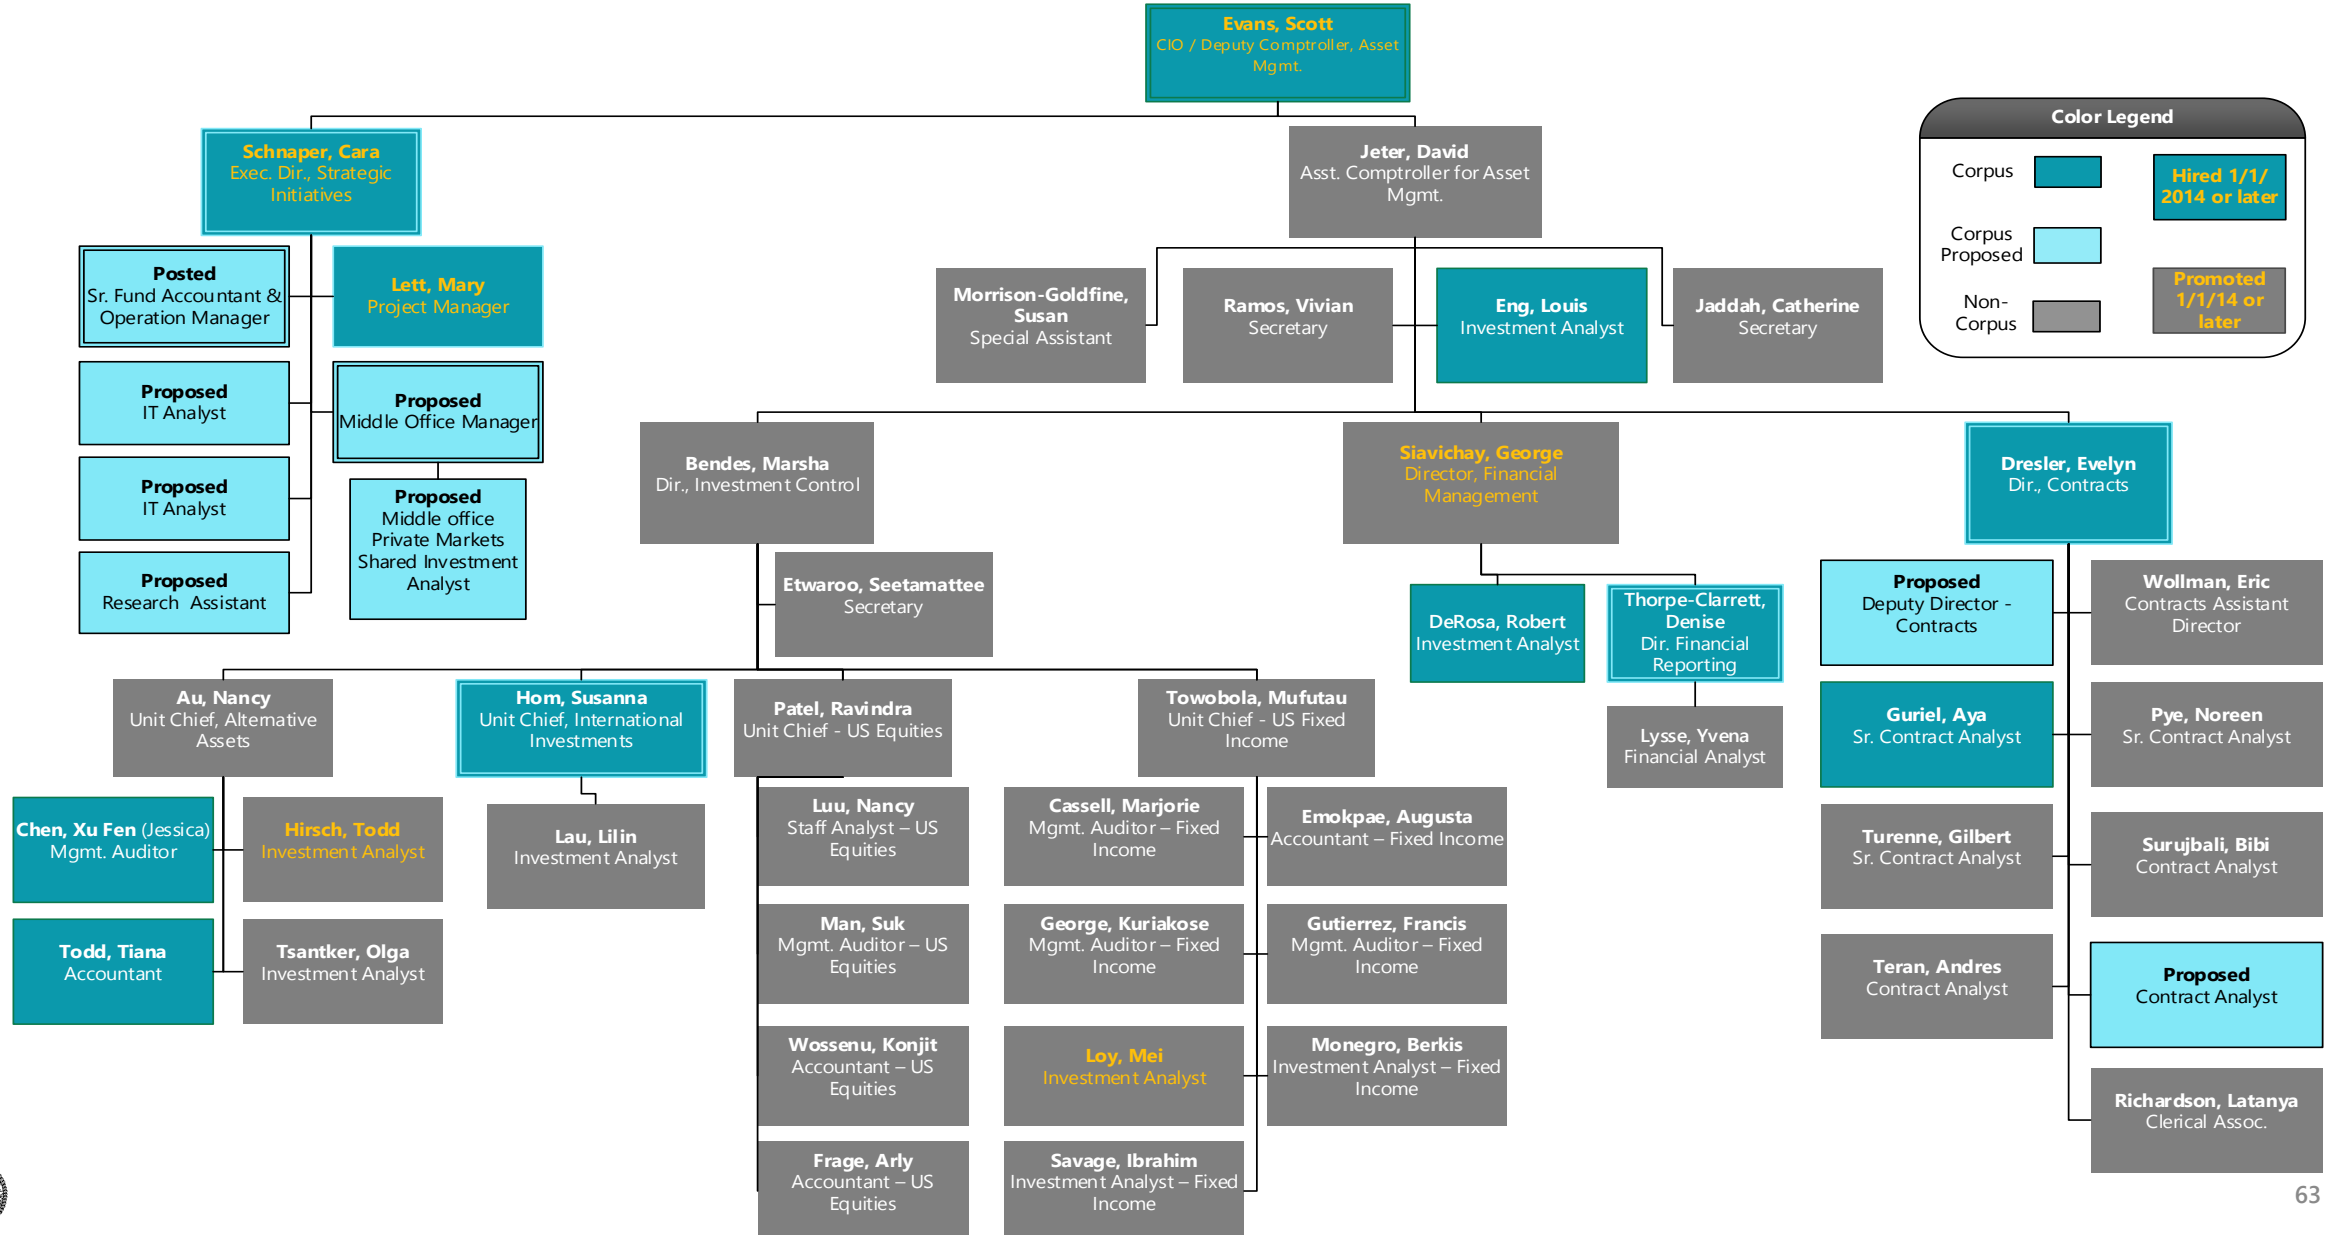 Evans, Scott
CIO / Deputy Comptroller, Asset
Mgmt.
Color Legend
Corpus
Hired 1/1/
2014 or later
Corpus
Proposed
Non-
Corpus
Promoted
1/1/14 or
later
Schnaper, Cara
Exec. Dir., Strategic
Initiatives
Jeter, David
Asst. Comptroller for Asset
Mgmt.
Posted
Sr. Fund Accountant &
Operation Manager
Lett, Mary
Project Manager
Proposed
IT Analyst
Proposed
Middle Office Manager
Proposed
IT Analyst
Proposed
Middle office
Private Markets
Shared Investment
Analyst
Proposed
Research Assistant
Morrison-Goldfine,
Susan
Special Assistant
Ramos, Vivian
Secretary
Eng, Louis
Investment Analyst
Jaddah, Catherine
Secretary
Bendes, Marsha
Dir., Investment Control
Siavichay, George
Director, Financial
Management
Dresler, Evelyn
Dir., Contracts
Etwaroo, Seetamattee
Secretary
DeRosa, Robert
Investment Analyst
Thorpe-Clarrett,
Denise
Dir. Financial
Reporting
Lysse, Yvena
Financial Analyst
Proposed
Deputy Director -
Contracts
Wollman, Eric
Contracts Assistant
Director
Guriel, Aya
Sr. Contract Analyst
Pye, Noreen
Sr. Contract Analyst
Turenne, Gilbert
Sr. Contract Analyst
Surujbali, Bibi
Contract Analyst
Teran, Andres
Contract Analyst
Proposed
Contract Analyst
Richardson, Latanya
Clerical Assoc.
Au, Nancy
Unit Chief, Alternative
Assets
Hom, Susanna
Unit Chief, International
Investments
Patel, Ravindra
Unit Chief - US Equities
Towobola, Mufutau
Unit Chief - US Fixed
Income
Chen, Xu Fen (Jessica)
Mgmt. Auditor
Hirsch, Todd
Investment Analyst
Todd, Tiana
Accountant
Tsantker, Olga
Investment Analyst
Lau, Lilin
Investment Analyst
Luu, Nancy
Staff Analyst – US
Equities
Man, Suk
Mgmt. Auditor – US
Equities
Wossenu, Konjit
Accountant – US
Equities
Frage, Arly
Accountant – US
Equities
Cassell, Marjorie
Mgmt. Auditor – Fixed
Income
Emokpae, Augusta
Accountant – Fixed Income
George, Kuriakose
Mgmt. Auditor – Fixed
Income
Gutierrez, Francis
Mgmt. Auditor – Fixed
Income
Loy, Mei
Investment Analyst
Monegro, Berkis
Investment Analyst – Fixed
Income
Savage, Ibrahim
Investment Analyst – Fixed
Income
63